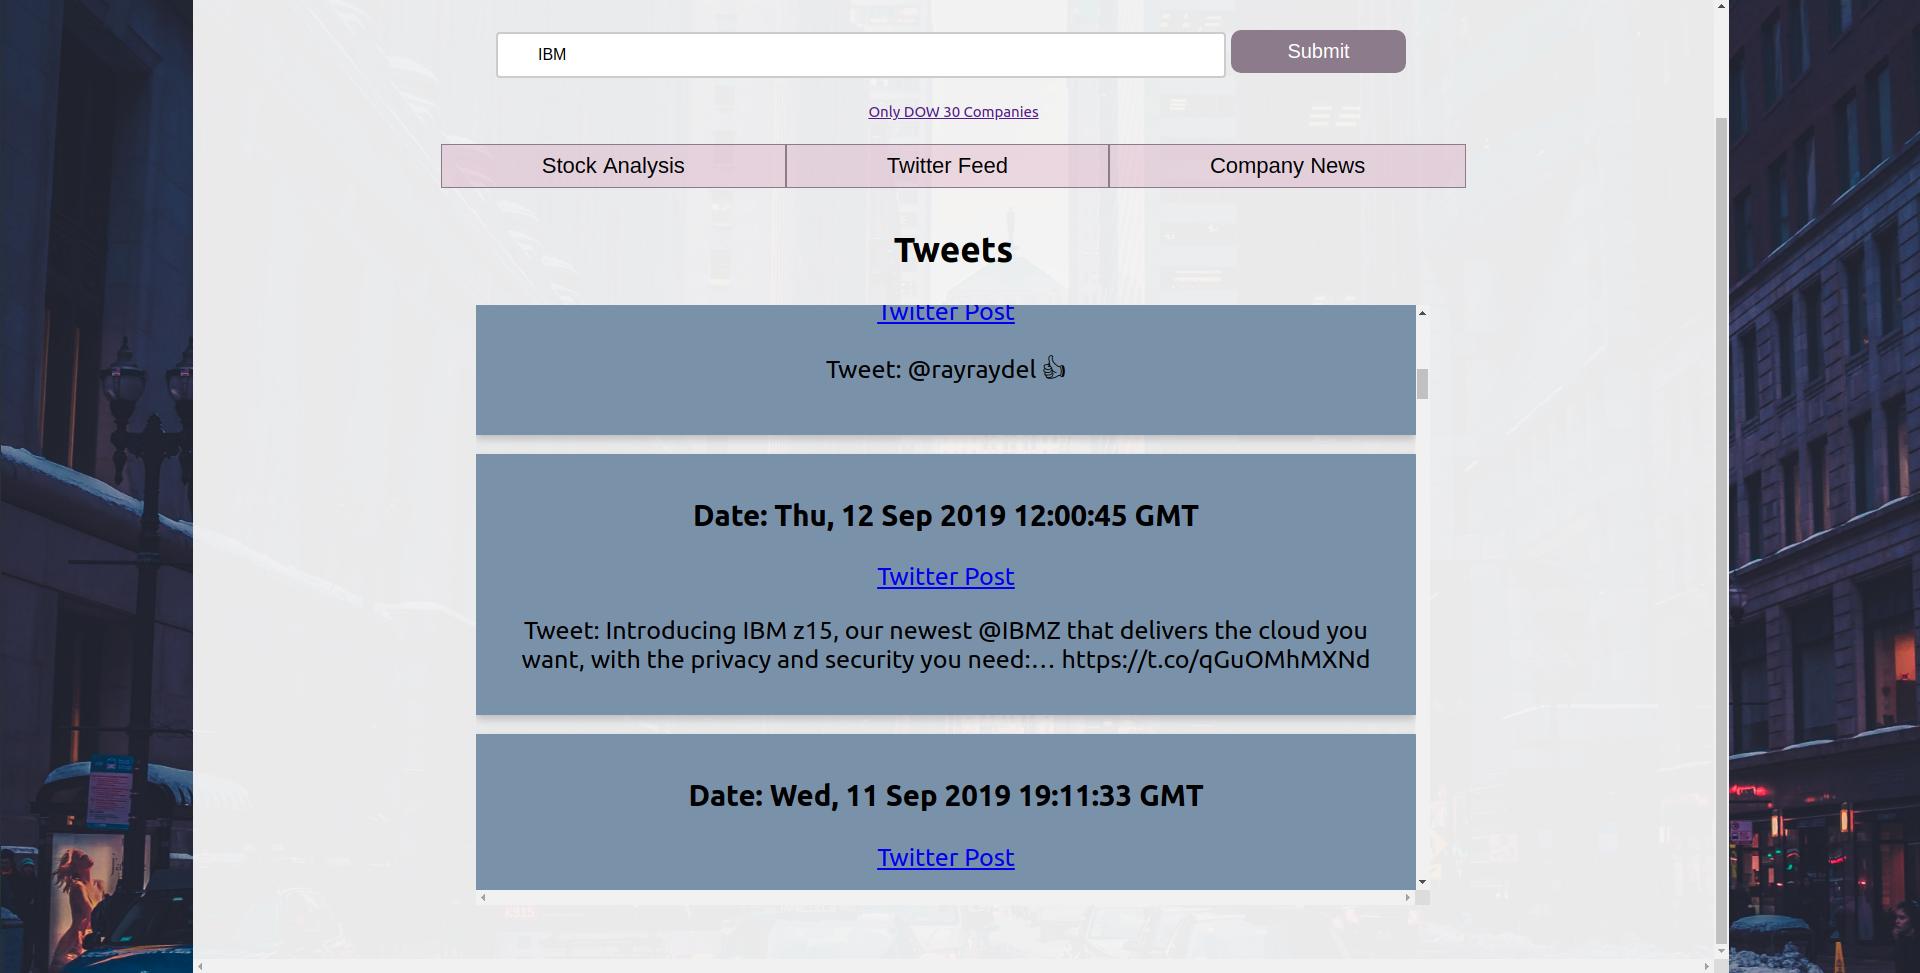 IBM
Submit
Only DOW 30 Companies
Stock Analysis
Twitter Feed
Company News
Tweets
Twitter Post
Tweet: @rayraydel 👍
Date: Thu, 12 Sep 2019 12:00:45 GMT
Twitter Post
Tweet: Introducing IBM z15, our newest @IBMZ that delivers the cloud you
want, with the privacy and security you need:… https://t.co/qGuOMhMXNd
Date: Wed, 11 Sep 2019 19:11:33 GMT
Twitter Post